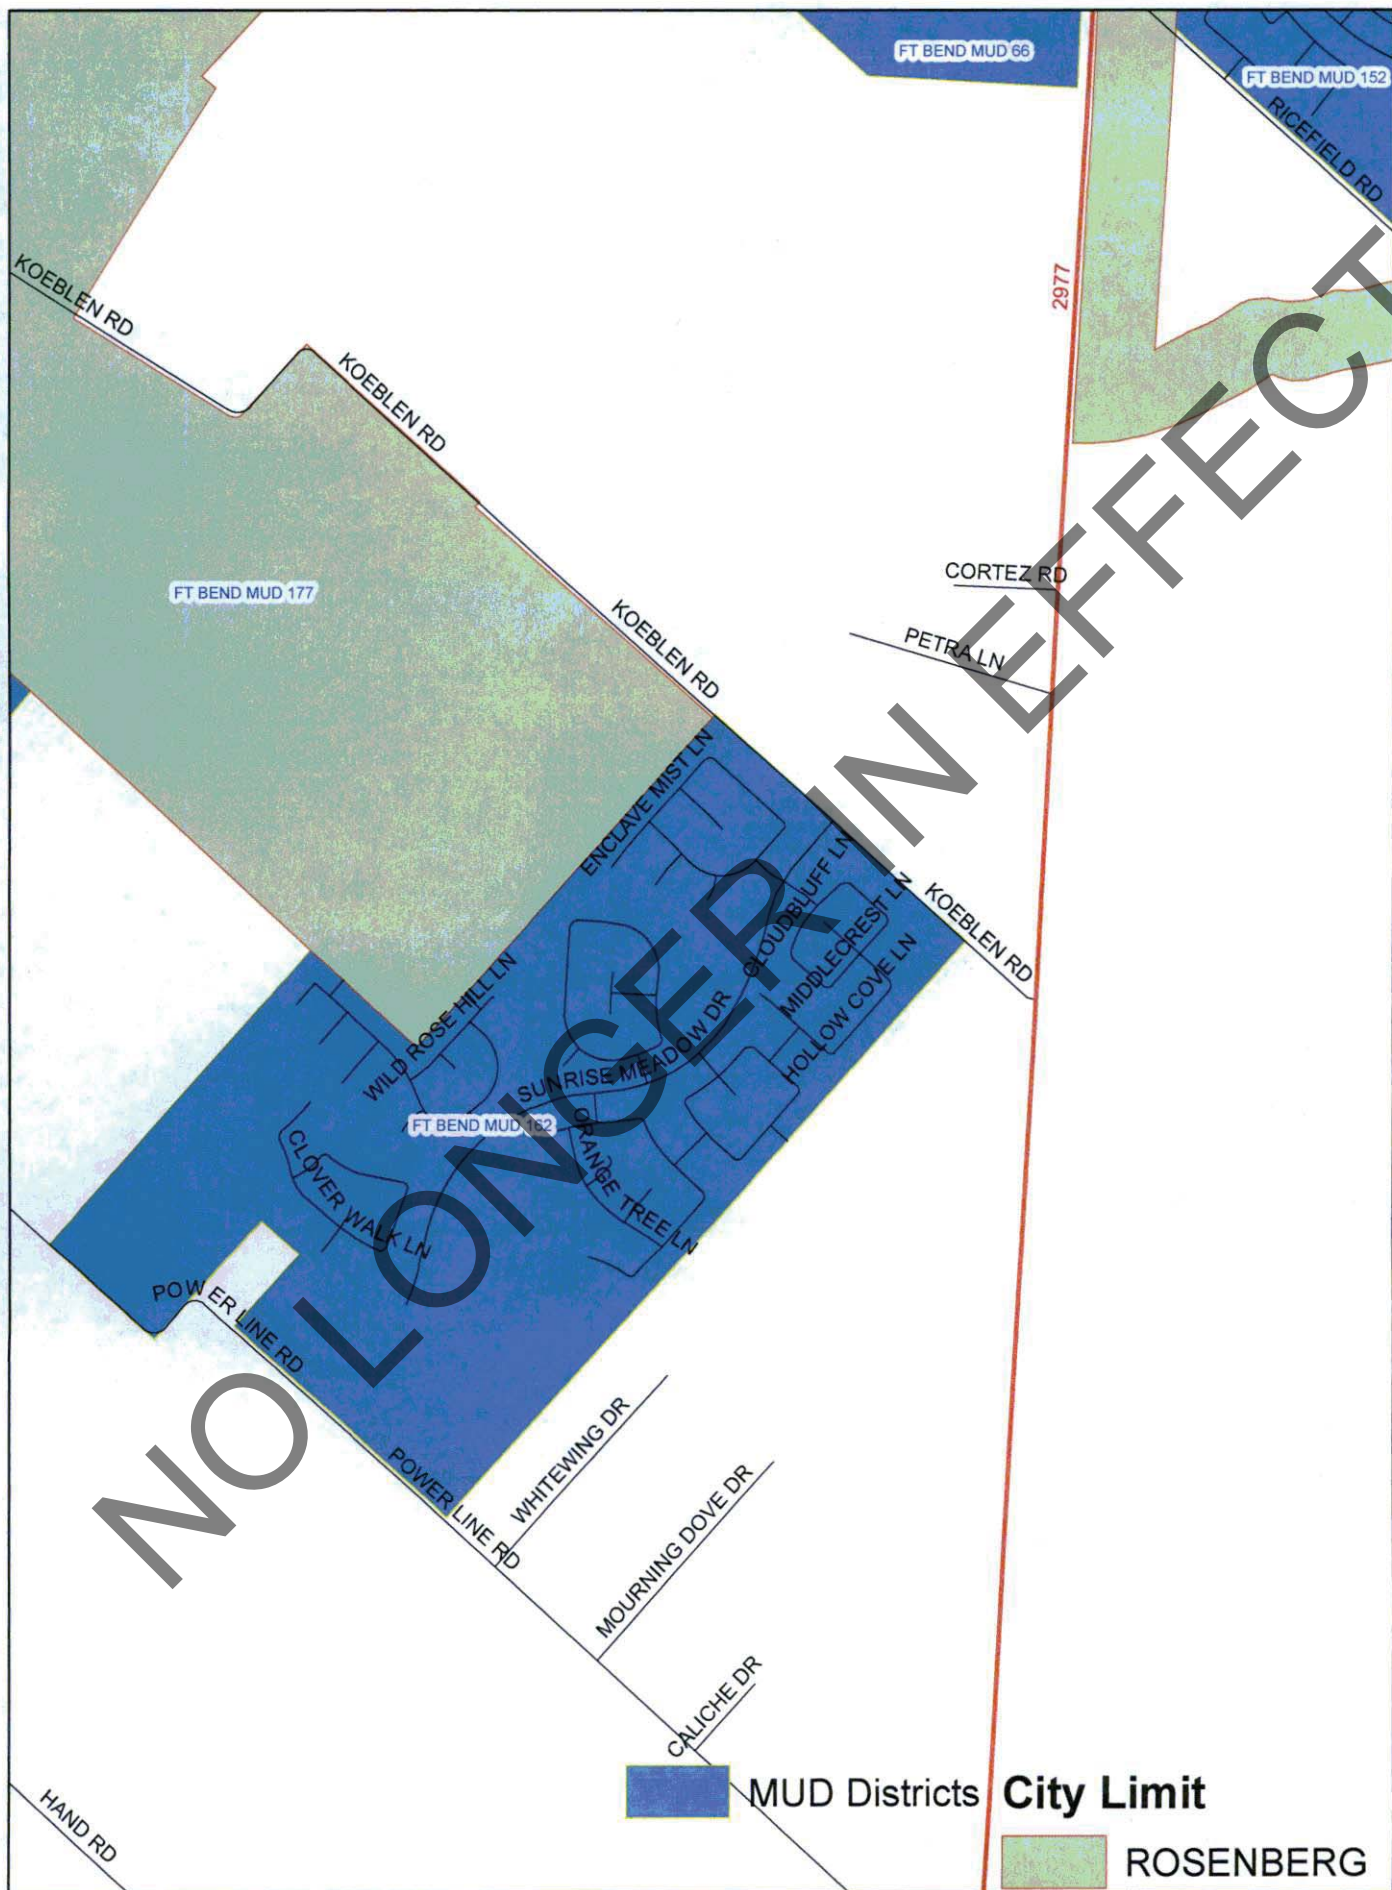 FT BEND MUD 66
FT BEND MUD 152
RICEFIELD RD
KOEBLEN RD
2977
KOEBLEN RD
CORTEZ RD
FT BEND MUD 177
KOEBLEN RD
PETRA LN
ENCLAVE MIST LN
CLOUDBLUFF LN
MIDDLECREST LN
KOEBLEN RD
HOLLOW COVE LN
WILD ROSE HILL LN
SUNRISE MEADOW DR
FT BEND MUD 162
ORANGE TREE LN
CLOVER WALK LN
POWER LINE RD
WHITEWING DR
POWER LINE RD
MOURNING DOVE DR
CALICHE DR
HAND RD
MUD Districts
City Limit
ROSENBERG
NO LONGER IN EFFECT